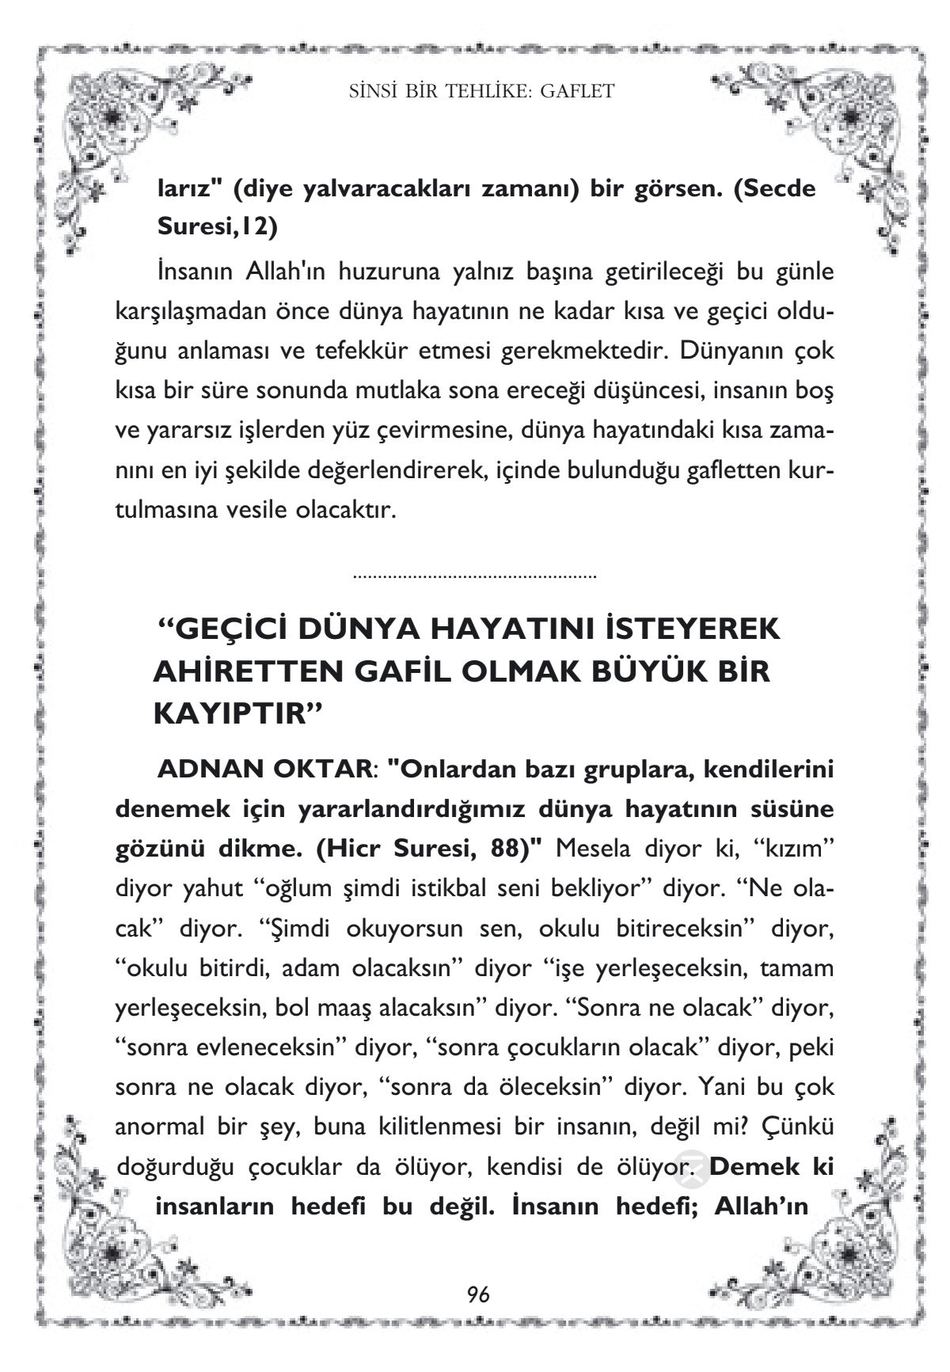 SİNSİ BİR TEHLİKE: GAFLET
larız" (diye yalvaracakları zamanı) bir görsen. (Secde
Suresi,12)
İnsanın Allah'ın huzuruna yalnız başına getirileceği bu günle
karşılaşmadan önce dünya hayatının ne kadar kısa ve geçici oldu-
ğunu anlaması ve tefekkür etmesi gerekmektedir. Dünyanın çok
kısa bir süre sonunda mutlaka sona ereceği düşüncesi, insanın boş
ve yararsız işlerden yüz çevirmesine, dünya hayatındaki kısa zama-
nını en iyi şekilde değerlendirerek, içinde bulunduğu gafletten kur-
tulmasına vesile olacaktır.
.................................................
“GEÇİCİ DÜNYA HAYATINI İSTEYEREK
AHİRETTEN GAFİL OLMAK BÜYÜK BİR
KAYIPTIR”
ADNAN OKTAR: "Onlardan bazı gruplara, kendilerini
denemek için yararlandırdığımız dünya hayatının süsüne
gözünü dikme. (Hicr Suresi, 88)" Mesela diyor ki, “kızım”
diyor yahut “oğlum şimdi istikbal seni bekliyor” diyor. “Ne ola-
cak” diyor. “Şimdi okuyorsun sen, okulu bitireceksin” diyor,
“okulu bitirdi, adam olacaksın” diyor “işe yerleşeceksin, tamam
yerleşeceksin, bol maaş alacaksın” diyor. “Sonra ne olacak” diyor,
“sonra evleneceksin” diyor, “sonra çocukların olacak” diyor, peki
sonra ne olacak diyor, “sonra da öleceksin” diyor. Yani bu çok
anormal bir şey, buna kilitlenmesi bir insanın, değil mi? Çünkü
doğurduğu çocuklar da ölüyor, kendisi de ölüyor. Demek ki
insanların hedefi bu değil. İnsanın hedefi; Allah’ın
96